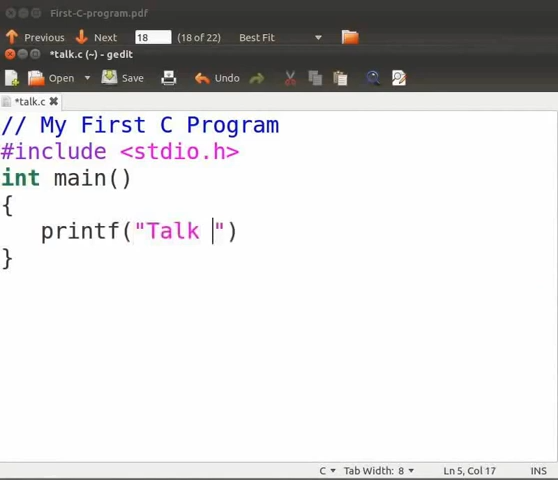 First-C-program.pdf
Previous Next 18 (18 of 22) Best Fit
*talk.c (~) - gedit
Open Save Undo
*talk.c
// My First C Program
#include <stdio.h>
int main()
{
printf("Talk ")
}
C Tab Width: 8 Ln 5, Col 17 INS